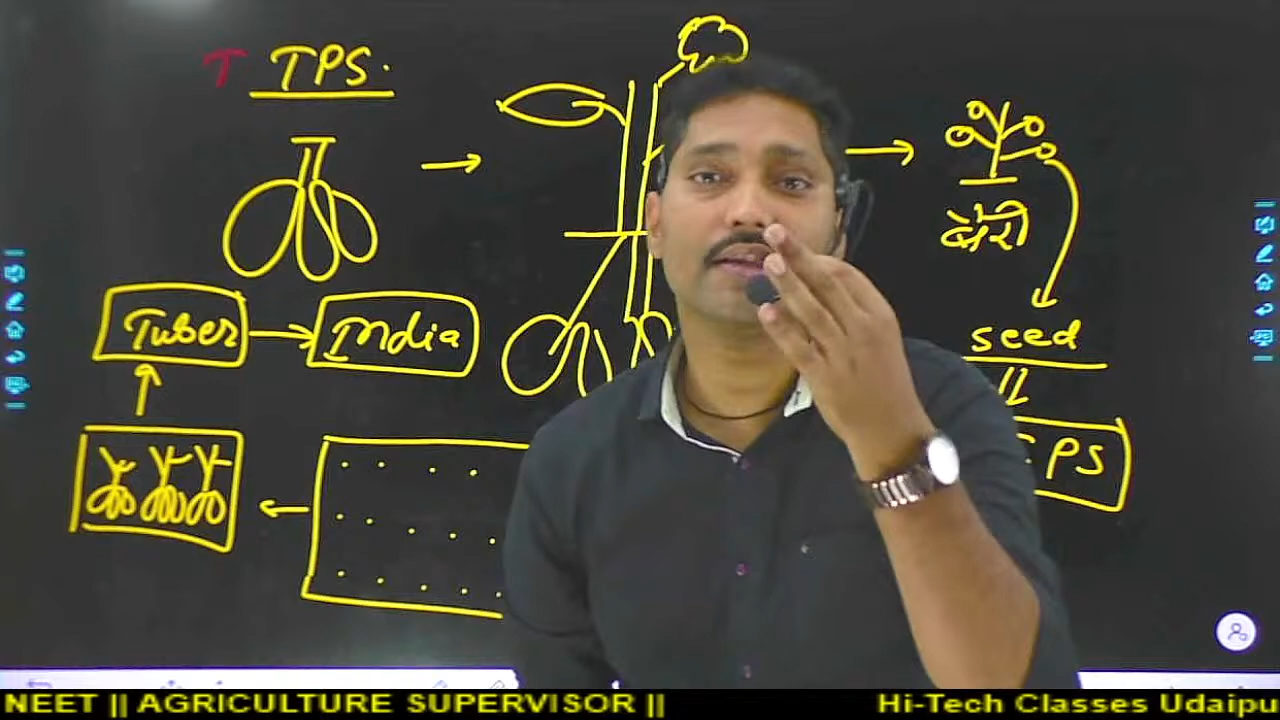 T TPS.
बेरी
Tuber → India
seed
PS
NEET || AGRICULTURE SUPERVISOR ||
Hi-Tech Classes Udaipu